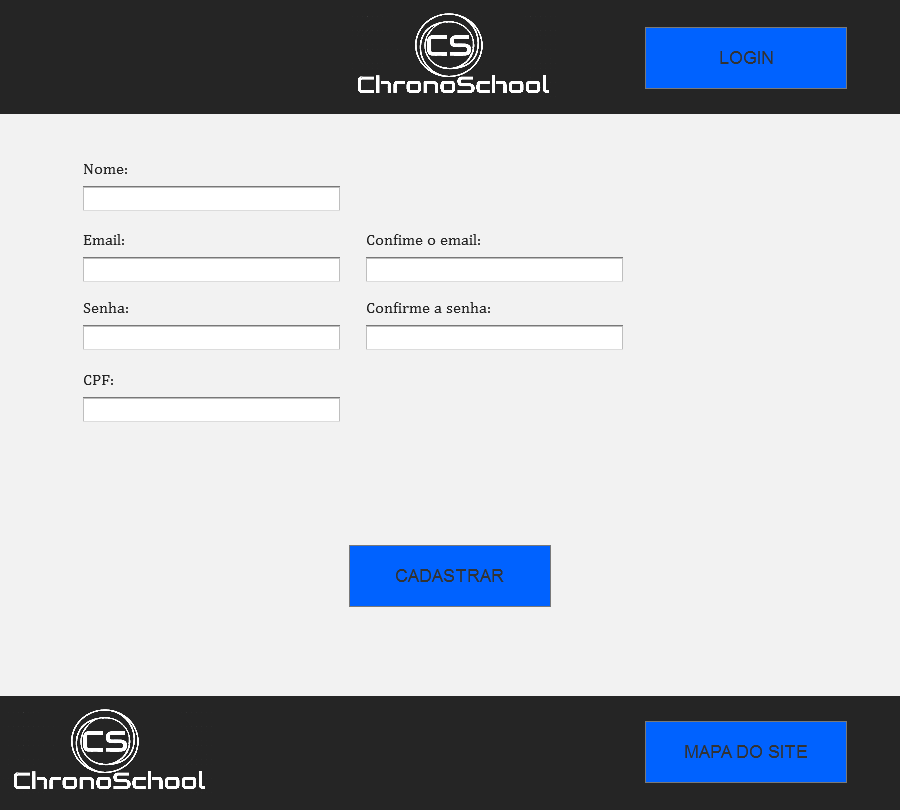 CS
ChronoSchool
LOGIN
Nome:
Email:
Confime o email:
Senha:
Confirme a senha:
CPF:
CADASTRAR
CS
ChronoSchool
MAPA DO SITE